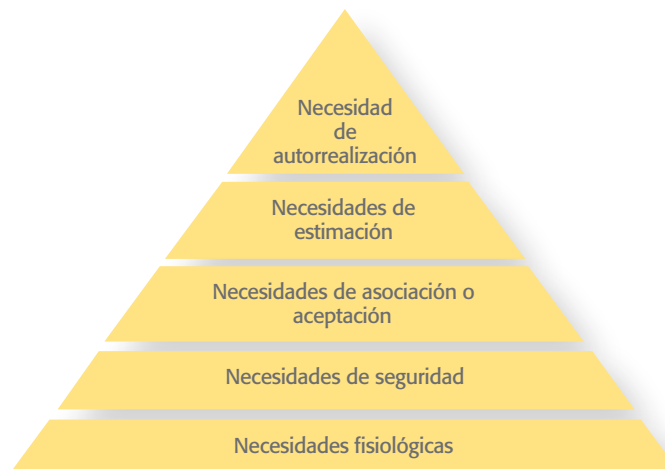 Necesidad
de
autorrealización
Necesidades de
estimación
Necesidades de asociación o
aceptación
Necesidades de seguridad
Necesidades fisiológicas